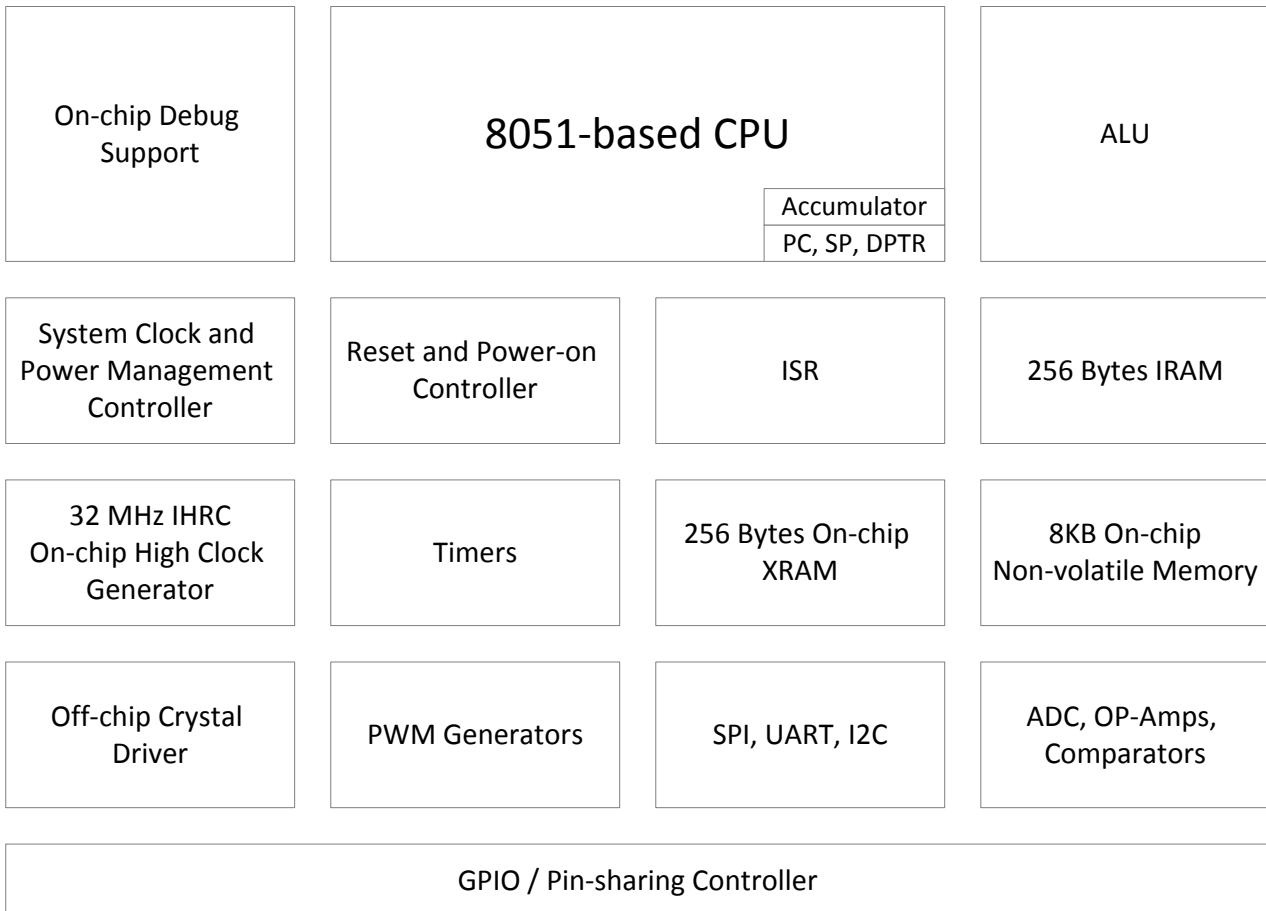 On-chip Debug
Support
8051-based CPU
Accumulator
PC, SP, DPTR
ALU
System Clock and
Power Management
Controller
Reset and Power-on
Controller
ISR
256 Bytes IRAM
32 MHz IHRC
On-chip High Clock
Generator
Timers
256 Bytes On-chip
XRAM
8KB On-chip
Non-volatile Memory
Off-chip Crystal
Driver
PWM Generators
SPI, UART, I2C
ADC, OP-Amps,
Comparators
GPIO / Pin-sharing Controller